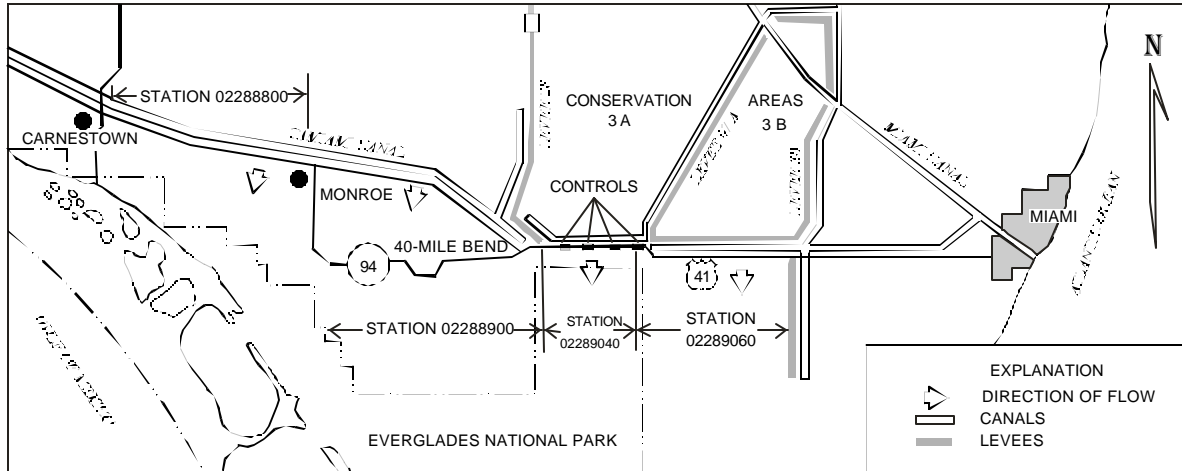 N
STATION 02288800
CONSERVATION
3 A
AREAS
3 B
CARNESTOWN
MONROE
CONTROLS
MIAMI
40-MILE BEND
94
41
STATION 02288900
STATION
02289040
STATION
02289060
EVERGLADES NATIONAL PARK
EXPLANATION
DIRECTION OF FLOW
CANALS
LEVEES